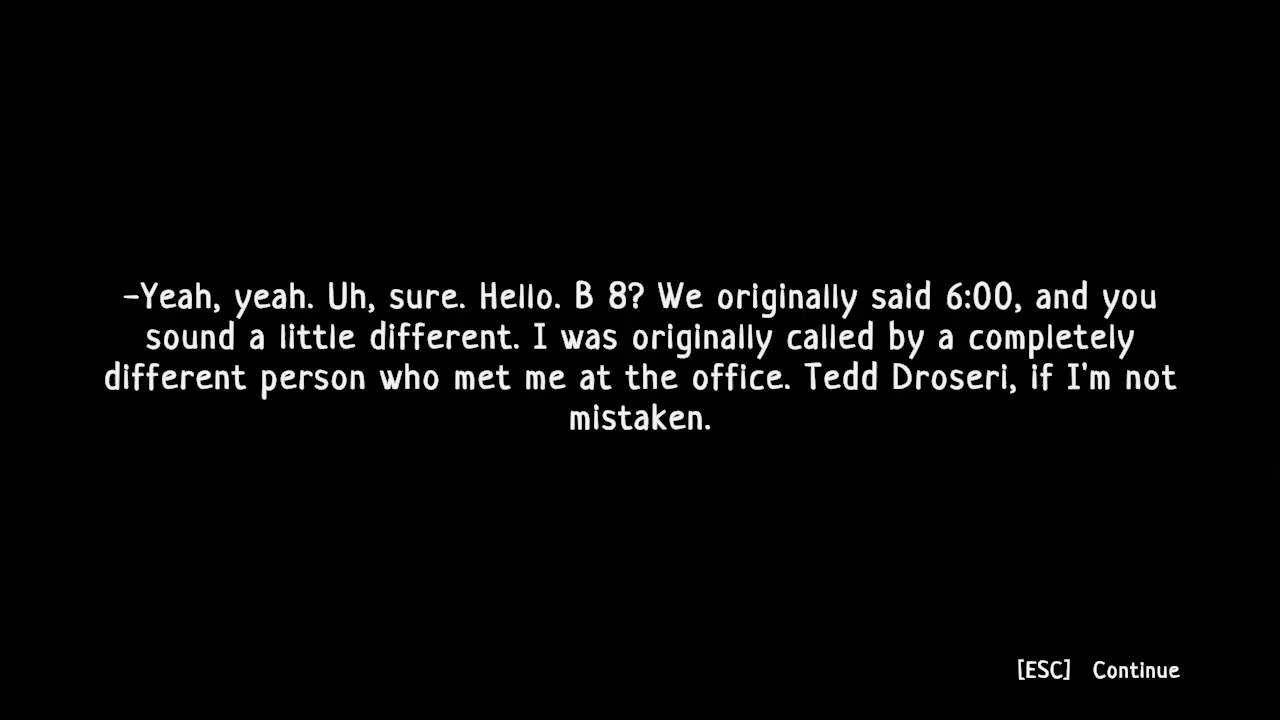 -Yeah, yeah. Uh, sure. Hello. B 8? We originally said 6:00, and you
sound a little different. I was originally called by a completely
different person who met me at the office. Tedd Droseri, if I'm not
mistaken.
[ESC] Continue